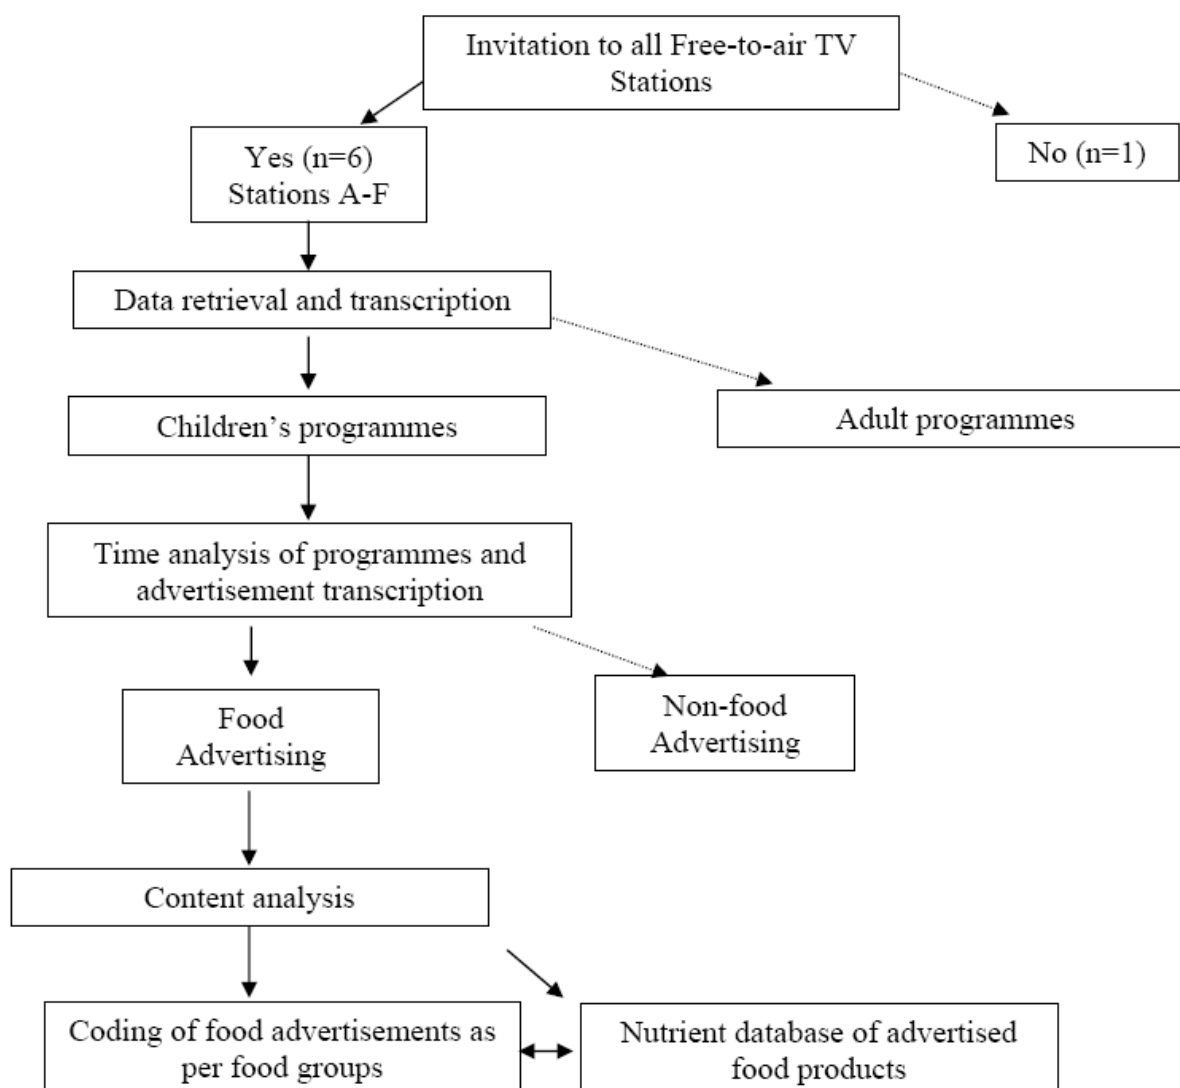 Invitation to all Free-to-air TV
Stations
Yes (n=6)
Stations A-F
No (n=1)
Data retrieval and transcription
Children’s programmes
Adult programmes
Time analysis of programmes and
advertisement transcription
Food
Advertising
Non-food
Advertising
Content analysis
Coding of food advertisements as
per food groups
Nutrient database of advertised
food products